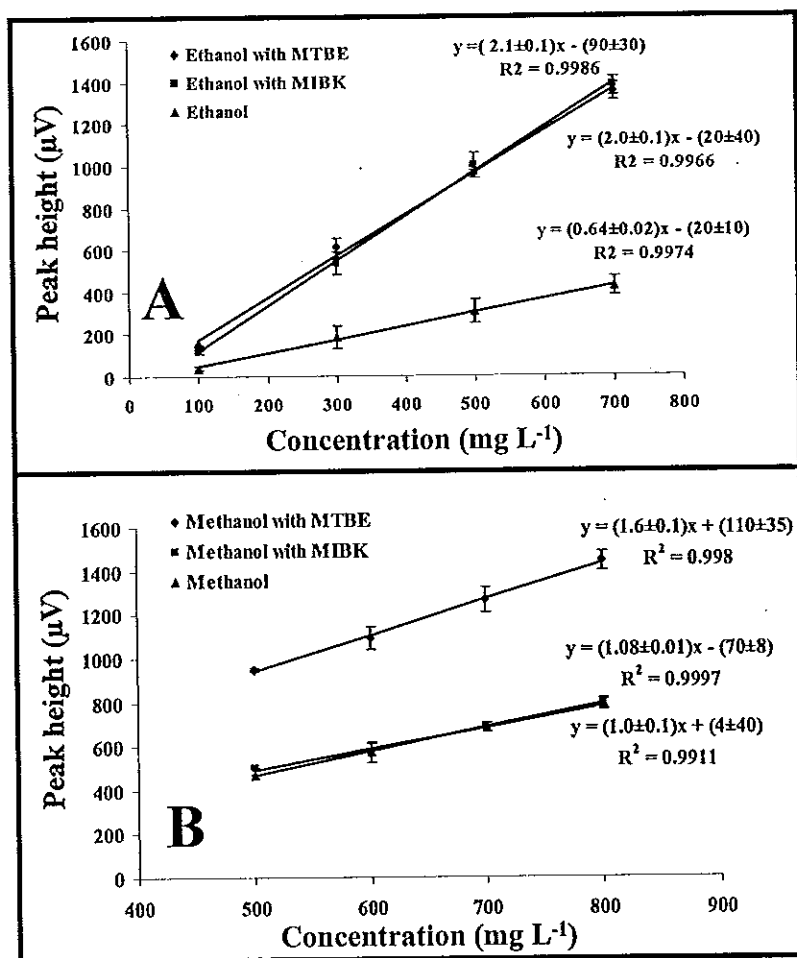 1600
1400
1200
1000
800
600
400
200
0
Peak height (µV)
Ethanol with MTBE
Ethanol with MIBK
Ethanol
y =( 2.1±0.1)x - (90±30)
R2 = 0.9986
y = (2.0±0.1)x - (20±40)
R2 = 0.9966
y = (0.64±0.02)x - (20±10)
R2 = 0.9974
A
0 100 200 300 400 500 600 700 800
Concentration (mg L⁻¹)
1600
1400
1200
1000
800
600
400
200
0
Peak height (µV)
Methanol with MTBE
Methanol with MIBK
Methanol
y = (1.6±0.1)x + (110±35)
R² = 0.998
y = (1.08±0.01)x - (70±8)
R² = 0.9997
y = (1.0±0.1)x + (4±40)
R² = 0.9911
B
400 500 600 700 800 900
Concentration (mg L⁻¹)